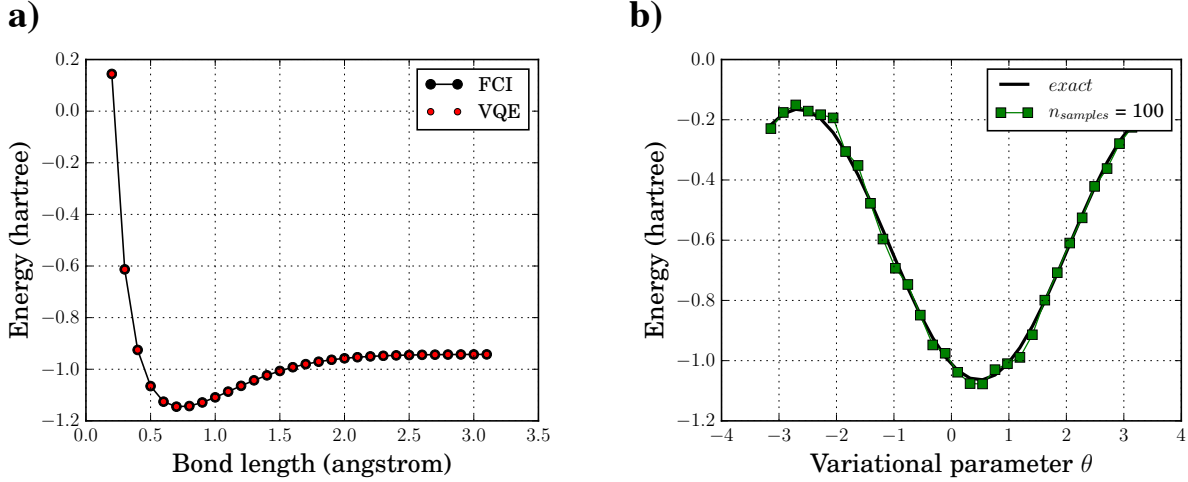 a)
0.2
0.0
−0.2
−0.4
−0.6
−0.8
−1.0
−1.2
0.0 0.5 1.0 1.5 2.0 2.5 3.0 3.5
Bond length (angstrom)
Energy (hartree)
FCI
VQE
b)
0.0
−0.2
−0.4
−0.6
−0.8
−1.0
−1.2
−4 −3 −2 −1 0 1 2 3 4
Variational parameter θ
Energy (hartree)
exact
n_samples = 100